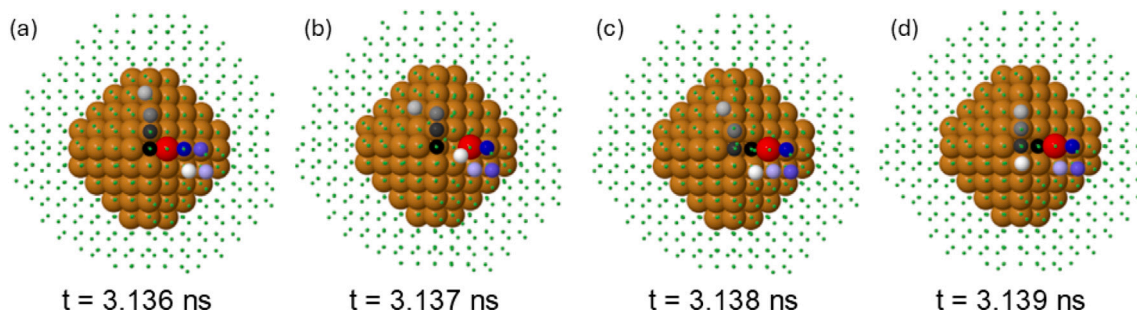 (a) (b) (c) (d)
t = 3.136 ns t = 3.137 ns t = 3.138 ns t = 3.139 ns